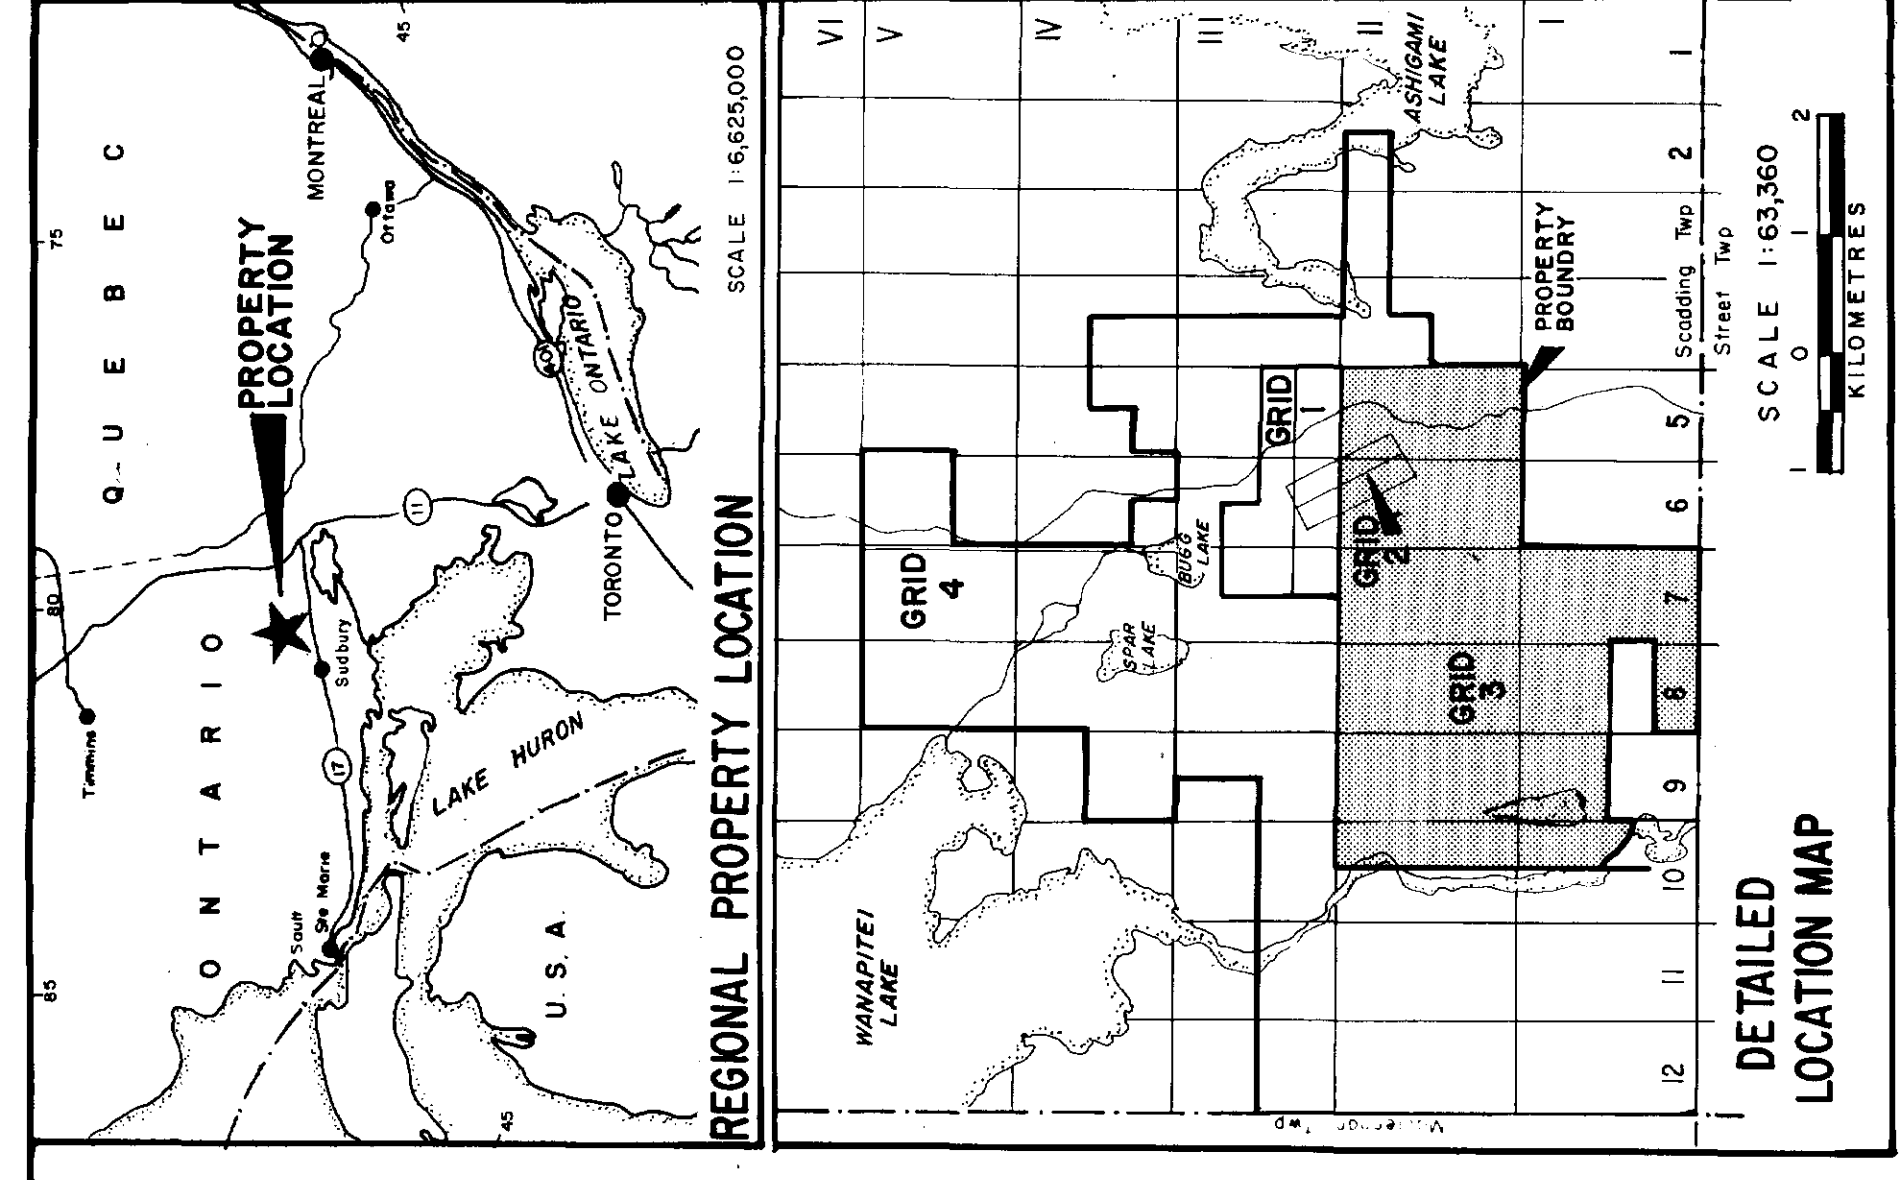 QUEBEC
ONTARIO
85
80
75
45
45
Timmins
PROPERTY
LOCATION
MONTREAL
Ottawa
Sudbury
Sault
Ste Marie
17
11
401
TORONTO
LAKE ONTARIO
LAKE HURON
U.S.A.
SCALE 1:6,625,000
REGIONAL PROPERTY LOCATION
VI
V
IV
III
II
I
WANAPITEI
LAKE
GRID
4
SPAR
LAKE
BUGG
LAKE
GRID
1
GRID
2
GRID
3
ASHIGAMI
LAKE
PROPERTY
BOUNDRY
12
11
10
9
8
7
6
5
2
1
Scadding Twp
Street Twp
Twp
DETAILED
LOCATION MAP
SCALE 1:63,360
1 0 1 2
KILOMETRES